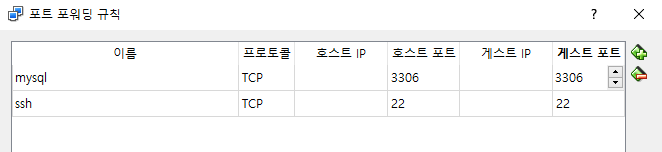 포트 포워딩 규칙
이름 프로토콜 호스트 IP 호스트 포트 게스트 IP 게스트 포트
mysql TCP 3306 3306
ssh TCP 22 22